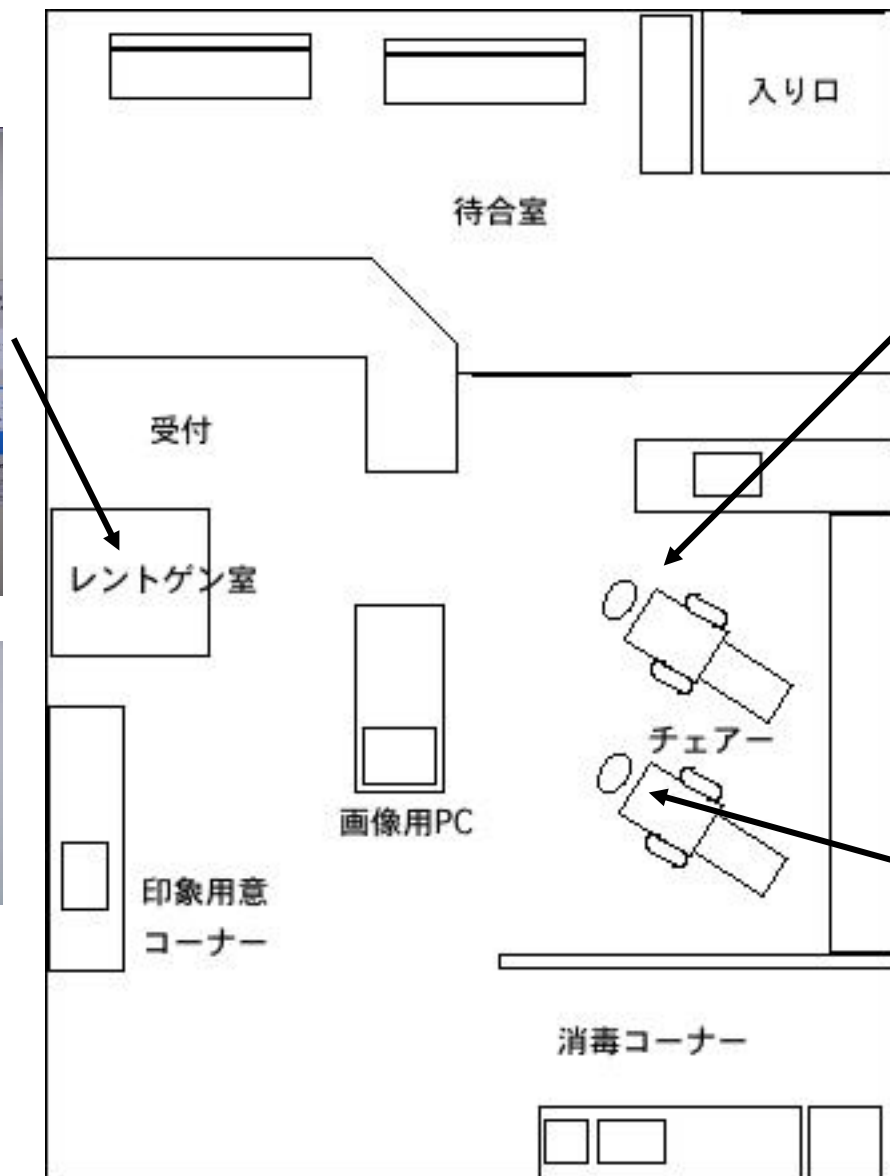 入り口
待合室
受付
レントゲン室
チェアー
画像用PC
印象用意
コーナー
消毒コーナー